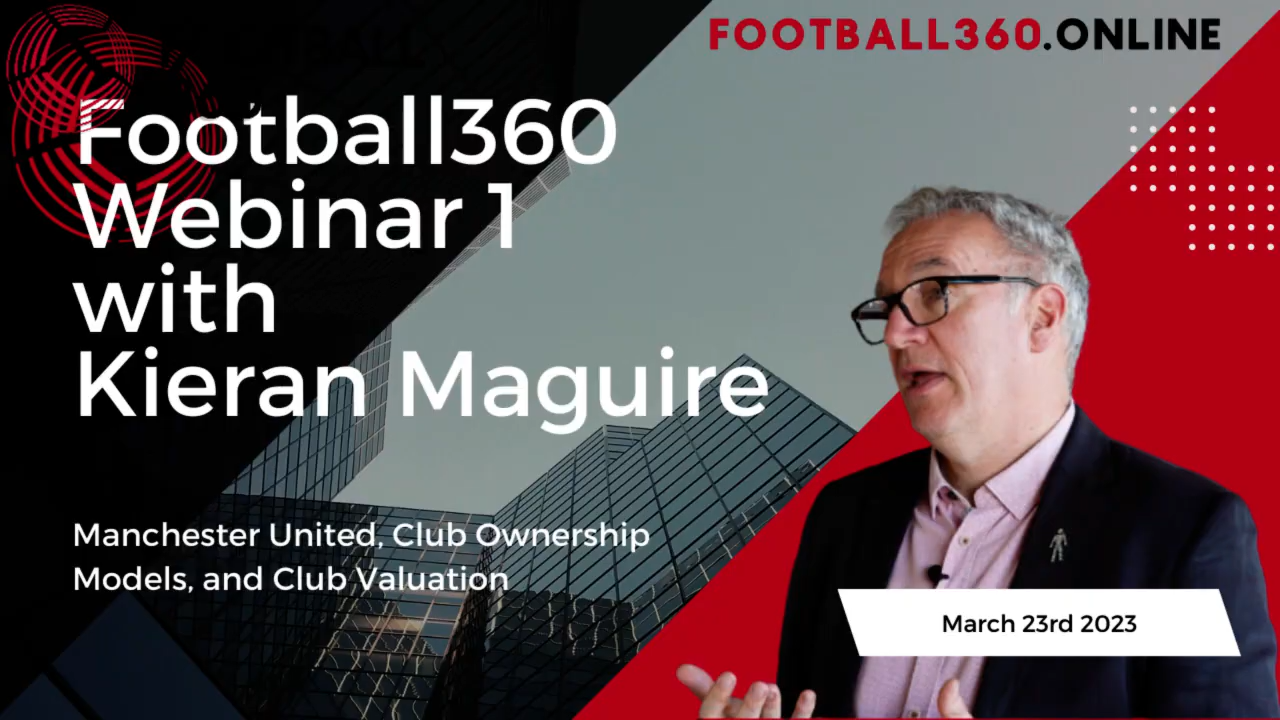 FOOTBALL360.ONLINE
Football360
Webinar 1
with
Kieran Maguire
Manchester United, Club Ownership
Models, and Club Valuation
March 23rd 2023